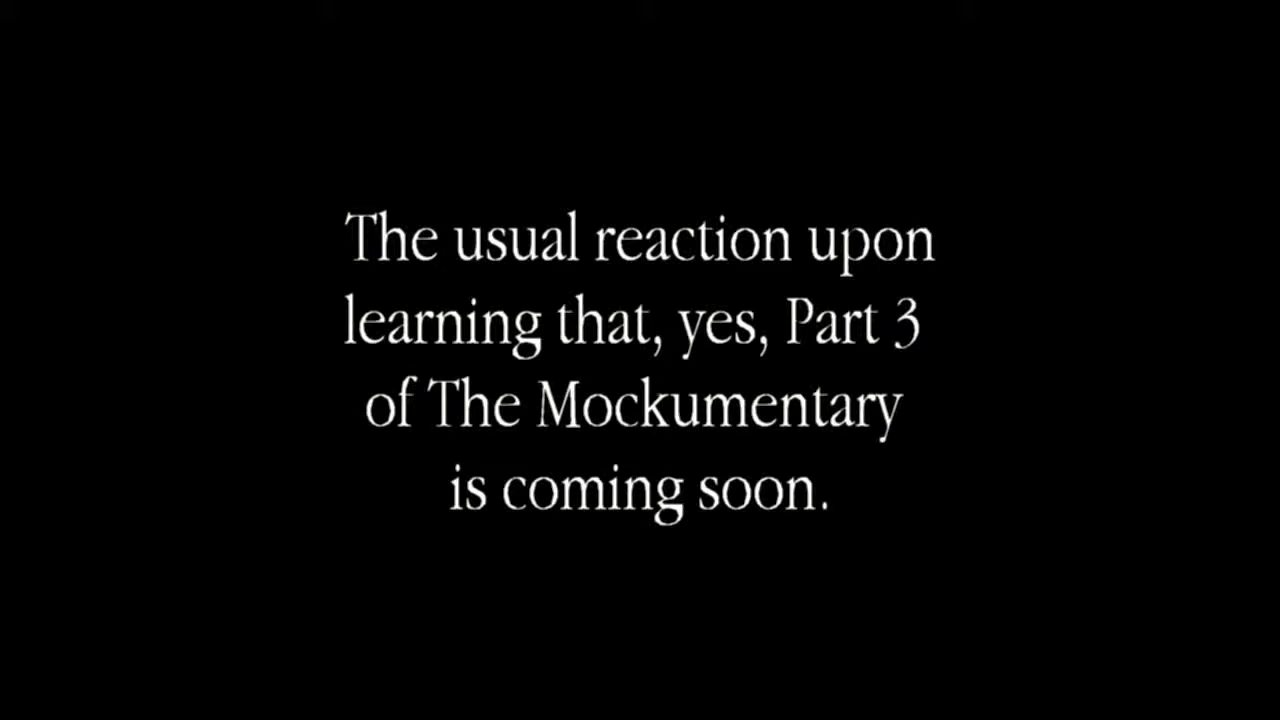 The usual reaction upon
learning that, yes, Part 3
of The Mockumentary
is coming soon.